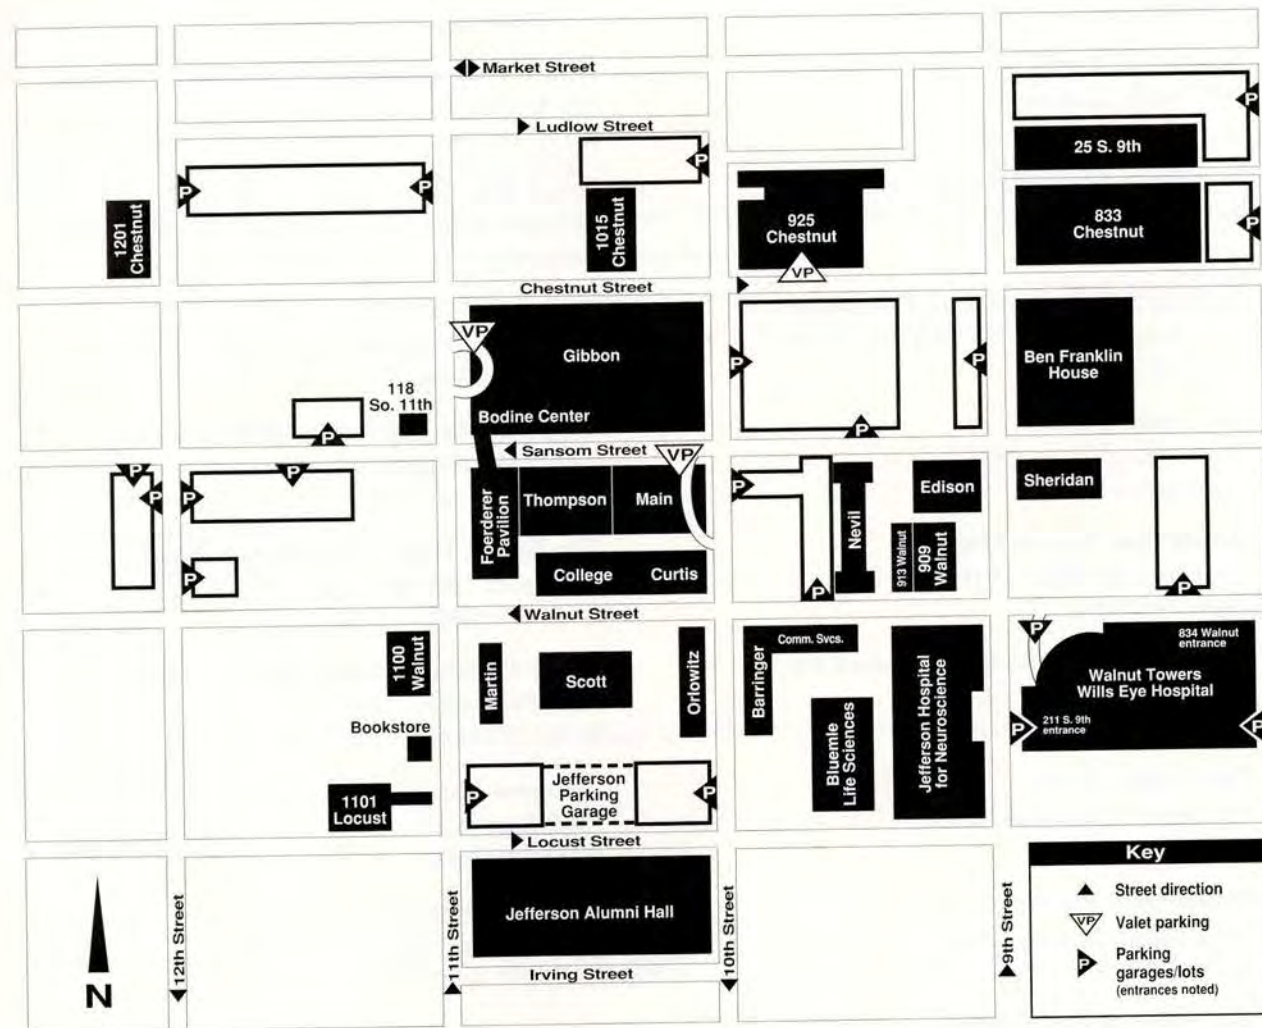 Market Street
Ludlow Street
P
P
25 S. 9th
P
P
P
1201
Chestnut
1015
Chestnut
925
Chestnut
833
Chestnut
P
VP
Chestnut Street
VP
Gibbon
P
P
Ben Franklin
House
118
So. 11th
Bodine Center
P
P
Sansom Street
VP
P
P
P
P
P
Foerderer
Pavilion
Thompson
Main
Nevil
Edison
Sheridan
913 Walnut
909
Walnut
P
College
Curtis
P
P
Walnut Street
1100
Walnut
Martin
Scott
Orlowitz
Barringer
Comm. Svcs.
Bluemle
Life Sciences
Jefferson Hospital
for Neuroscience
P
834 Walnut
entrance
Walnut Towers
Wills Eye Hospital
P
211 S. 9th
entrance
P
Bookstore
P
Jefferson
Parking
Garage
P
1101
Locust
Locust Street
Jefferson Alumni Hall
Irving Street
12th Street
11th Street
10th Street
9th Street
N
Key
Street direction
VP
Valet parking
P
Parking
garages/lots
(entrances noted)